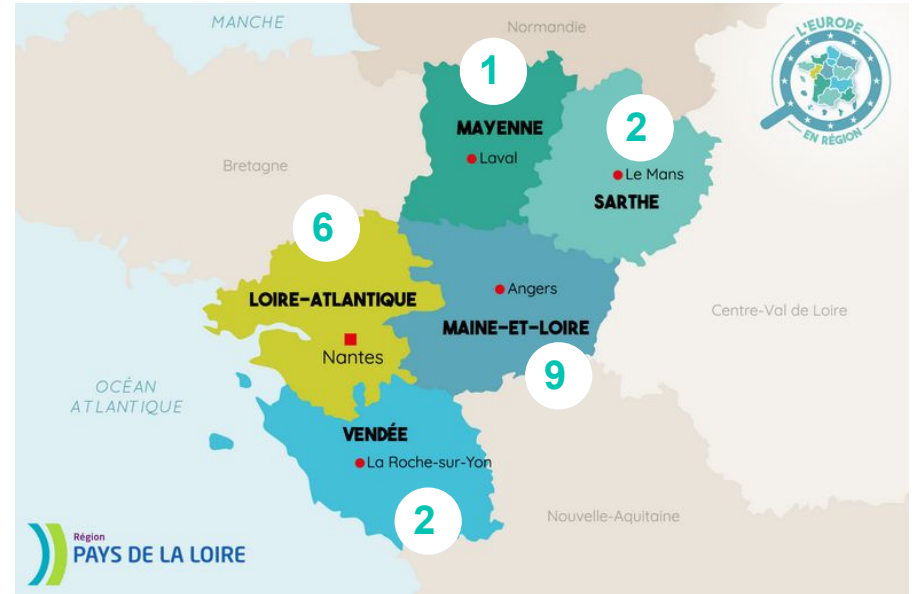 MANCHE
Normandie
L'EUROPE
EN RÉGION
1
MAYENNE
Laval
2
Le Mans
SARTHE
Bretagne
6
LOIRE-ATLANTIQUE
Nantes
Angers
MAINE-ET-LOIRE
9
Centre-Val de Loire
OCÉAN
ATLANTIQUE
VENDÉE
La Roche-sur-Yon
2
Nouvelle-Aquitaine
Région
PAYS DE LA LOIRE